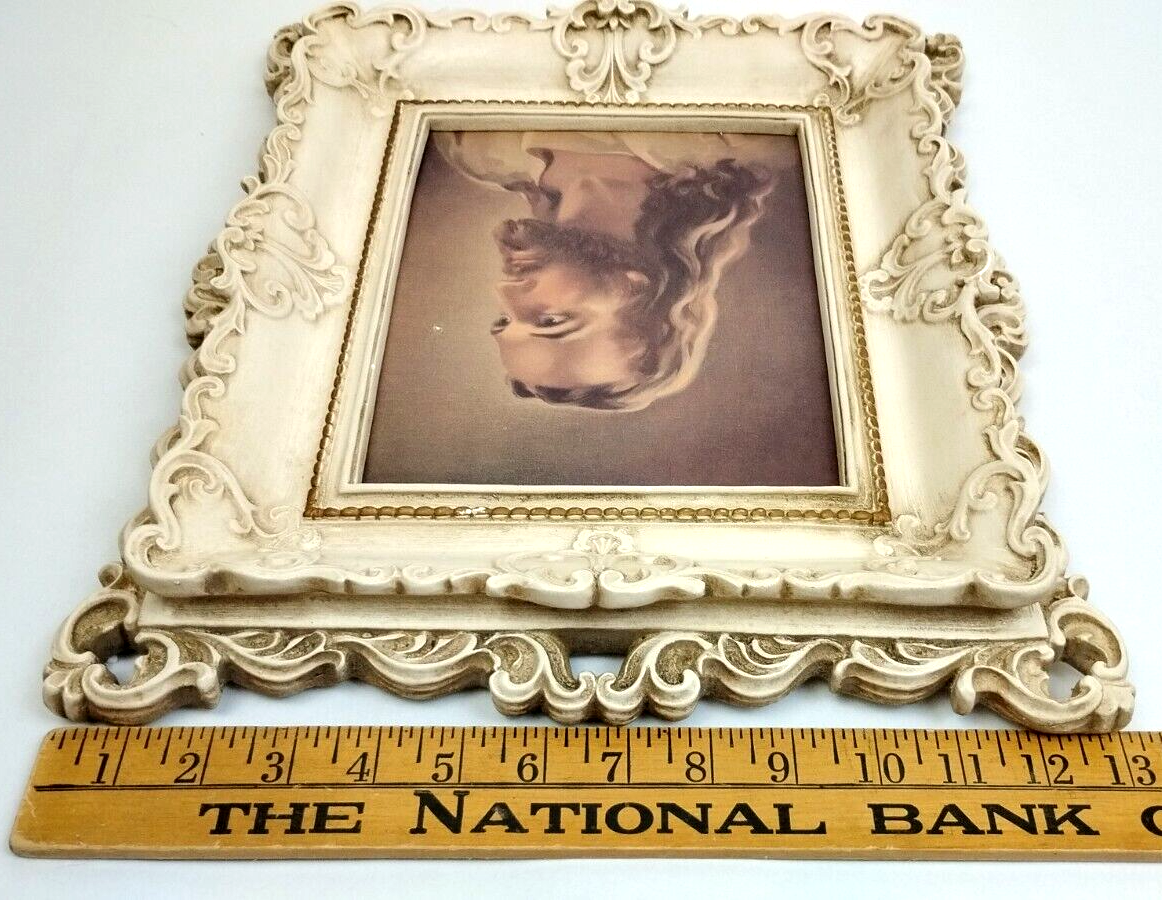 1 2 3 4 5 6 7 8 9 10 11 12 13
THE NATIONAL BANK